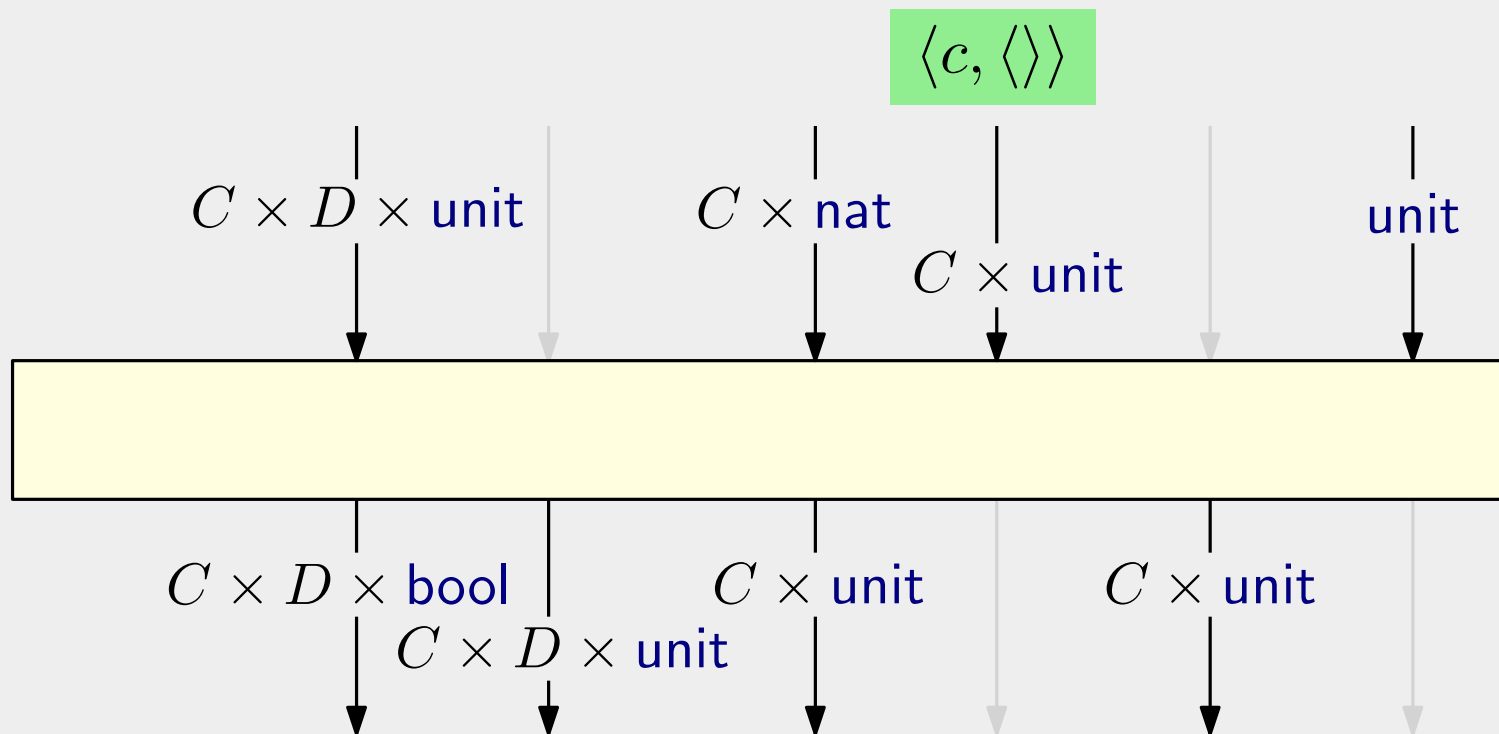 ⟨c, ⟨⟩⟩
C × D × unit
C × nat
unit
C × unit
C × D × bool
C × unit
C × unit
C × D × unit